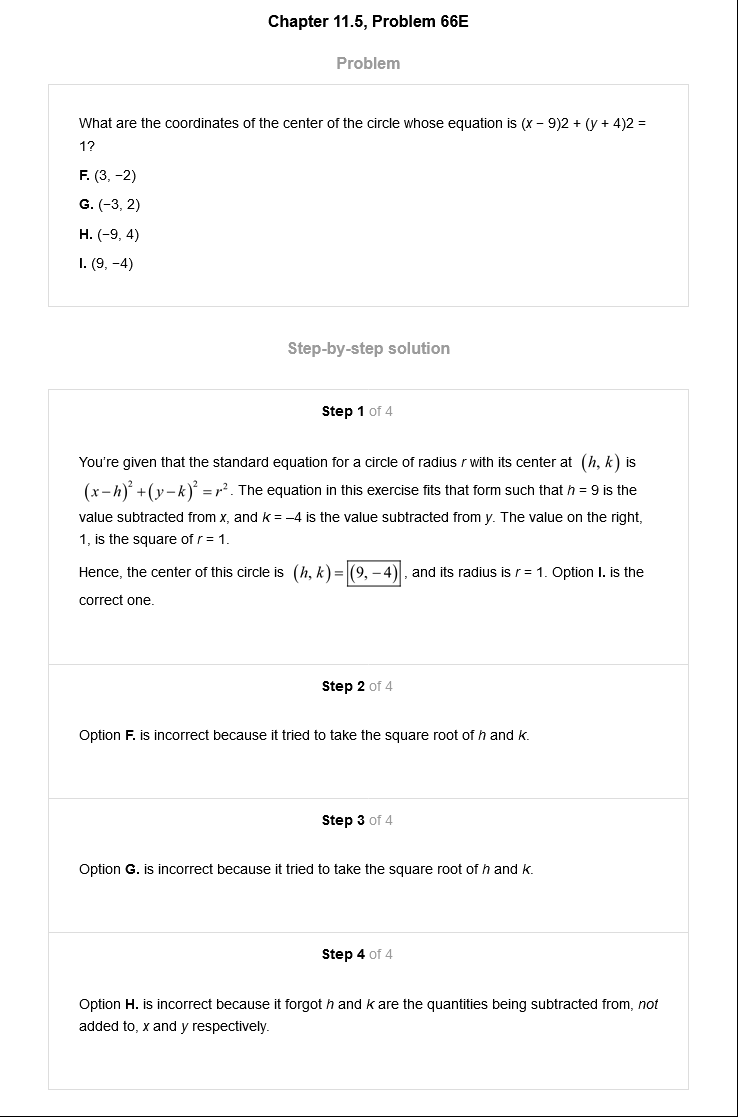 Chapter 11.5, Problem 66E
Problem
What are the coordinates of the center of the circle whose equation is (x − 9)2 + (y + 4)2 =
1?
F. (3, −2)
G. (−3, 2)
H. (−9, 4)
I. (9, −4)
Step-by-step solution
Step 1 of 4
You're given that the standard equation for a circle of radius r with its center at (h, k) is
(x−h)² + (y−k)² = r². The equation in this exercise fits that form such that h = 9 is the
value subtracted from x, and k = –4 is the value subtracted from y. The value on the right,
1, is the square of r = 1.
Hence, the center of this circle is (h, k) = (9, −4), and its radius is r = 1. Option I. is the
correct one.
Step 2 of 4
Option F. is incorrect because it tried to take the square root of h and k.
Step 3 of 4
Option G. is incorrect because it tried to take the square root of h and k.
Step 4 of 4
Option H. is incorrect because it forgot h and k are the quantities being subtracted from, not
added to, x and y respectively.